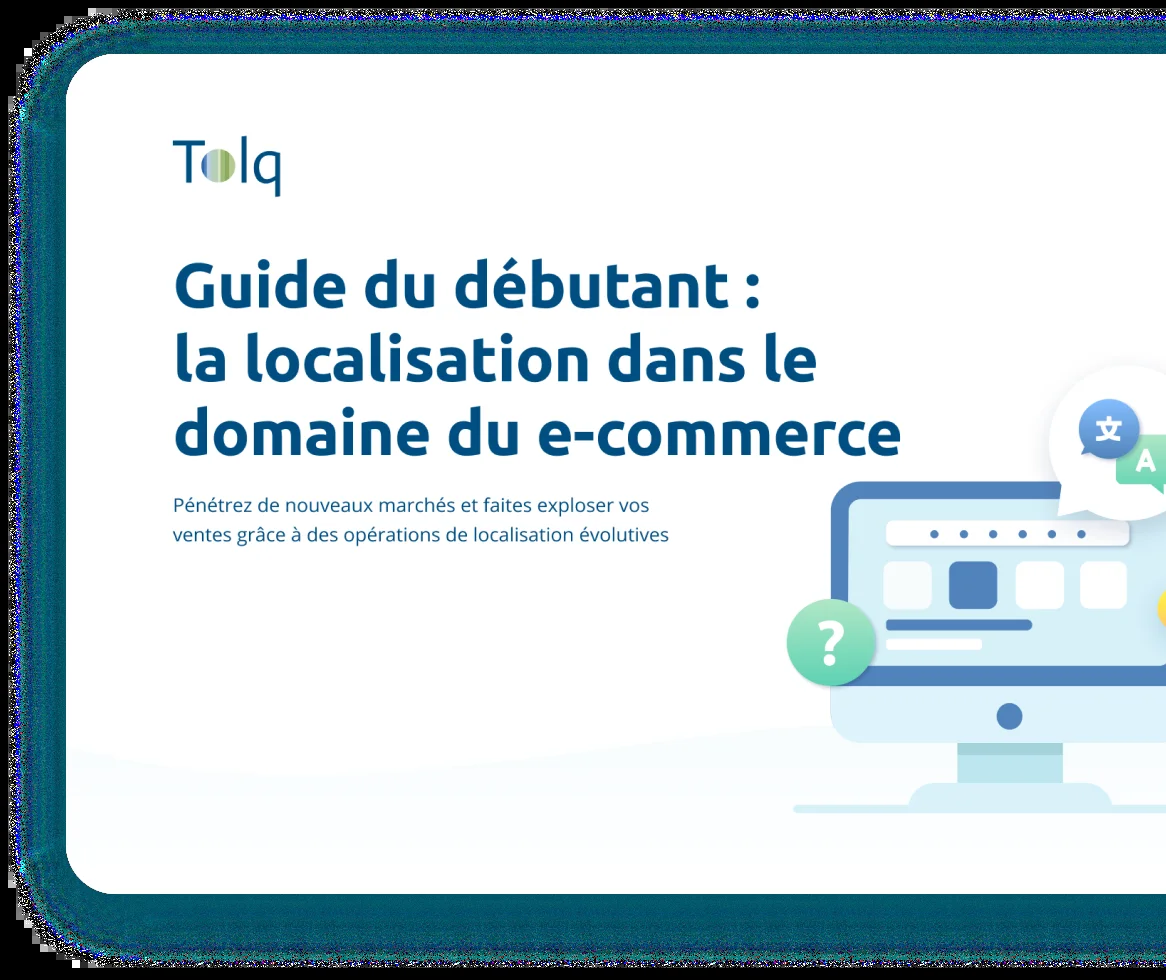 Tolq
Guide du débutant :
la localisation dans le
domaine du e-commerce
Pénétrez de nouveaux marchés et faites exploser vos
ventes grâce à des opérations de localisation évolutives
文
A
?